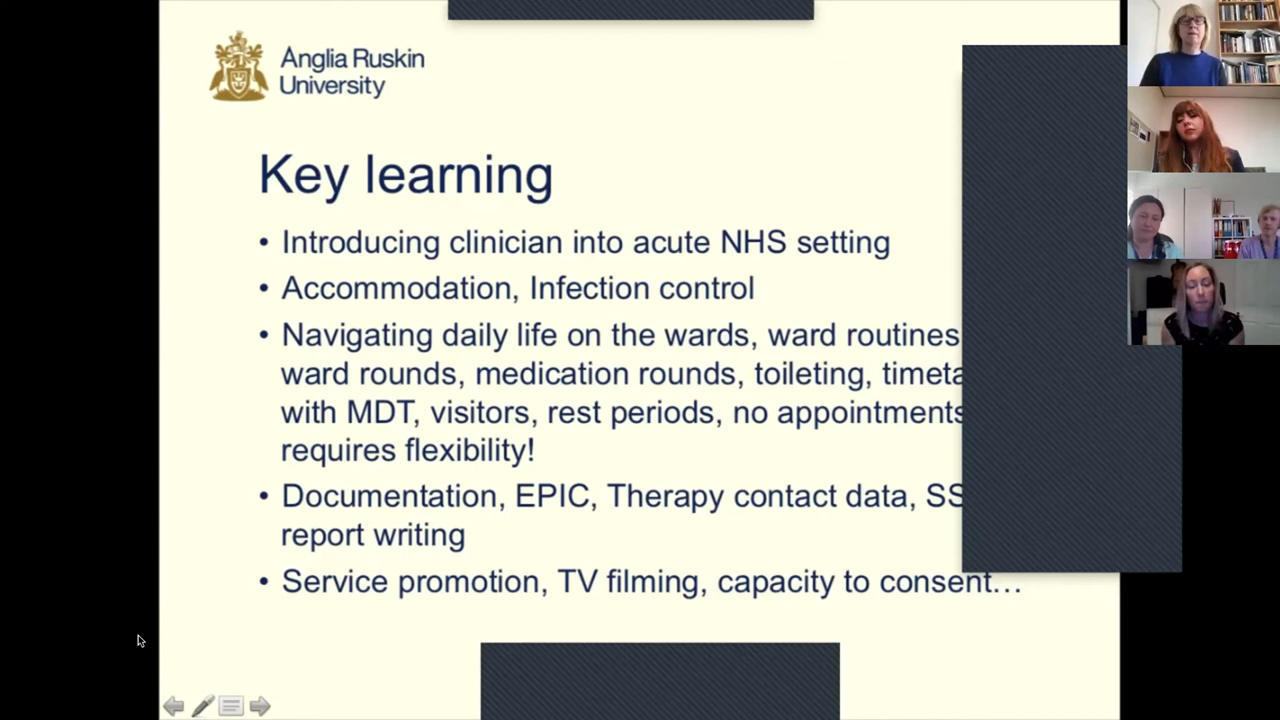 Anglia Ruskin
University
Key learning
• Introducing clinician into acute NHS setting
• Accommodation, Infection control
• Navigating daily life on the wards, ward routines
ward rounds, medication rounds, toileting,
with MDT, visitors, rest periods, no appointments
requires flexibility!
• Documentation, EPIC, Therapy contact data,
report writing
• Service promotion, TV filming, capacity to consent…